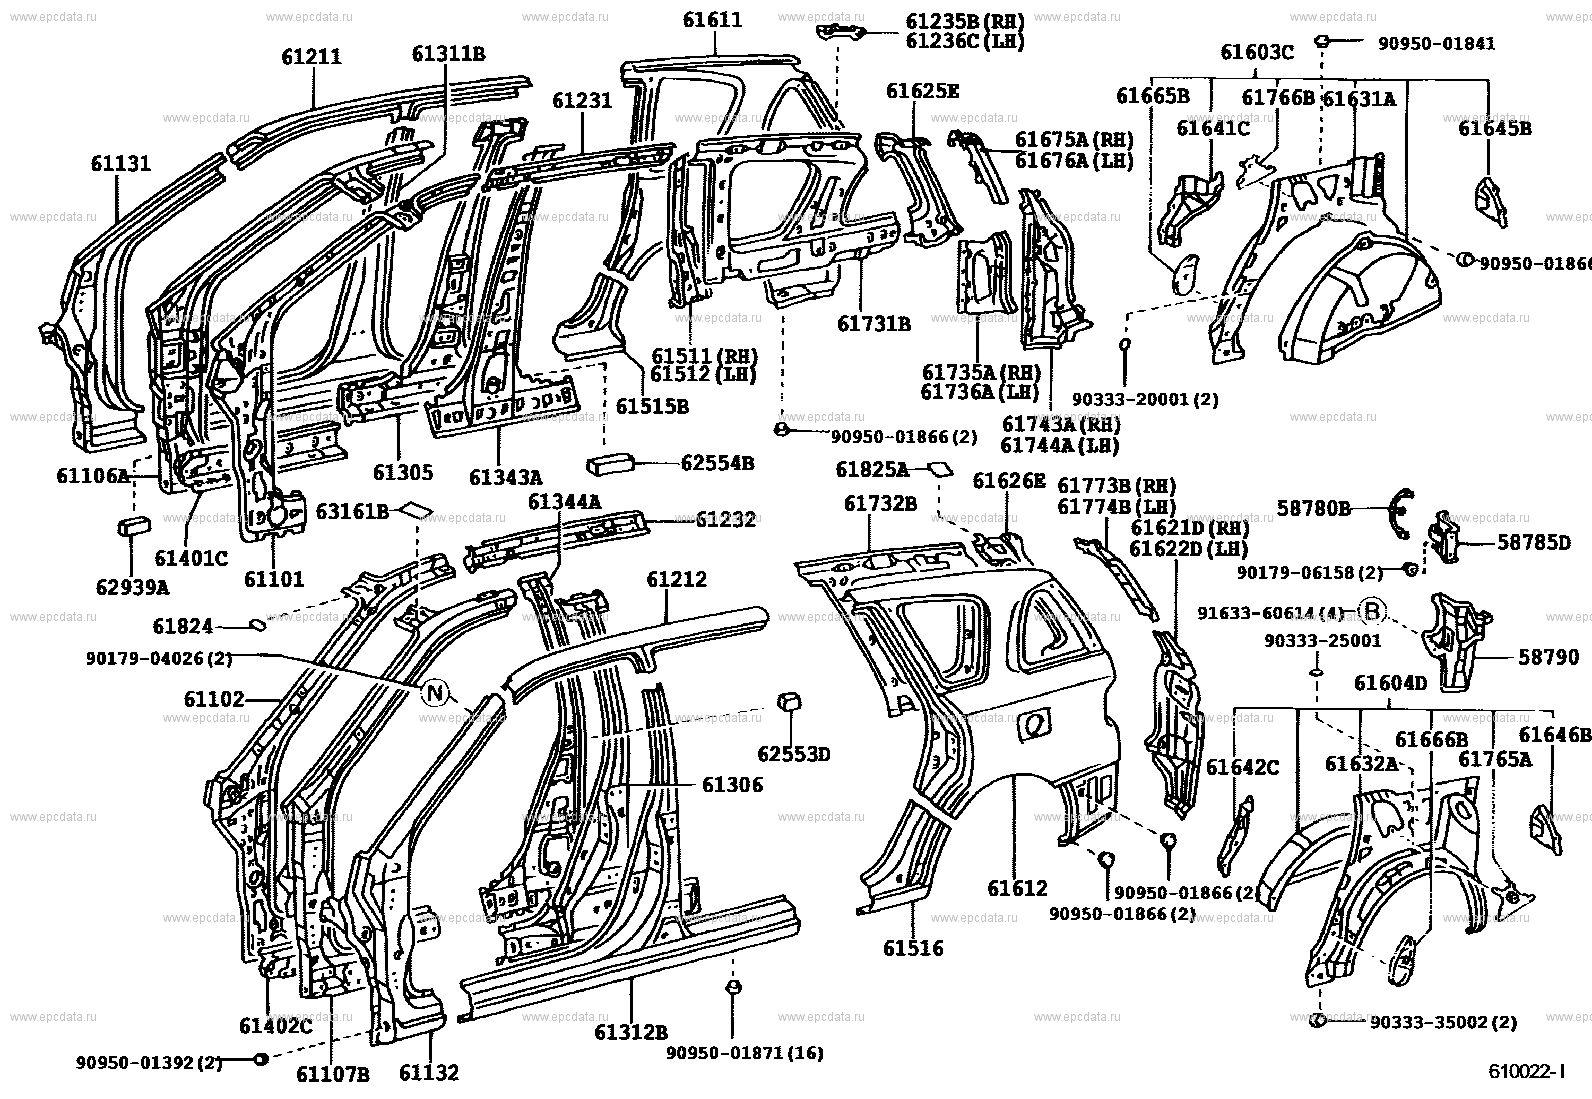 61611
61235B(RH)
61236C(LH)
61211
61311B
61603C
90950-01841
61231
61625E
61665B
61766B
61631A
61641C
61645B
61131
61675A(RH)
61676A(LH)
90950-01866
61731B
61511(RH)
61512(LH)
61735A(RH)
61736A(LH)
90333-20001(2)
61515B
61743A(RH)
61744A(LH)
90950-01866(2)
61106A
61305
61343A
62554B
61825A
61626E
61773B(RH)
61774B(LH)
63161B
61344A
61732B
61232
58780B
61621D(RH)
61622D(LH)
58785D
61401C
61101
62939A
61212
90179-06158(2)
91633-60614(4)
B
61824
90333-25001
90179-04026(2)
58790
61102
N
61604D
62553D
61666B
61646B
61642C
61632A
61765A
61306
61612
90950-01866(2)
90950-01866(2)
61516
61402C
61312B
90333-35002(2)
90950-01871(16)
90950-01392(2)
61107B
61132
610022-I
www.epcdata.ru